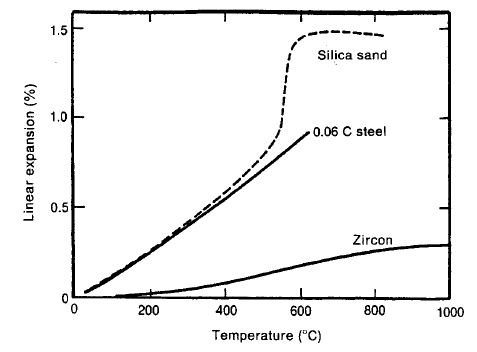 1.5
Silica sand
1.0
0.06 C steel
Linear expansion (%)
0.5
Zircon
0
0 200 400 600 800 1000
Temperature (°C)